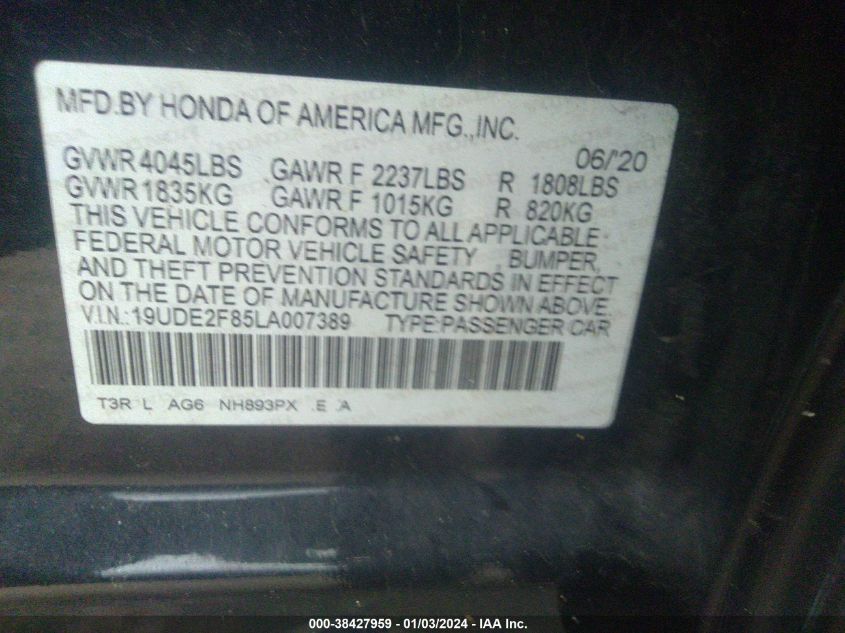 MFD.BY HONDA OF AMERICA MFG.,INC.
06/'20
GVWR 4045LBS GAWR F 2237LBS R 1808LBS
GVWR 1835KG GAWR F 1015KG R 820KG
THIS VEHICLE CONFORMS TO ALL APPLICABLE
FEDERAL MOTOR VEHICLE SAFETY, BUMPER,
AND THEFT PREVENTION STANDARDS IN EFFECT
ON THE DATE OF MANUFACTURE SHOWN ABOVE.
V.I.N.:19UDE2F85LA007389 TYPE:PASSENGER CAR
T3R L AG6 NH893PX .E .A
000-38427959 - 01/03/2024 - IAA Inc.